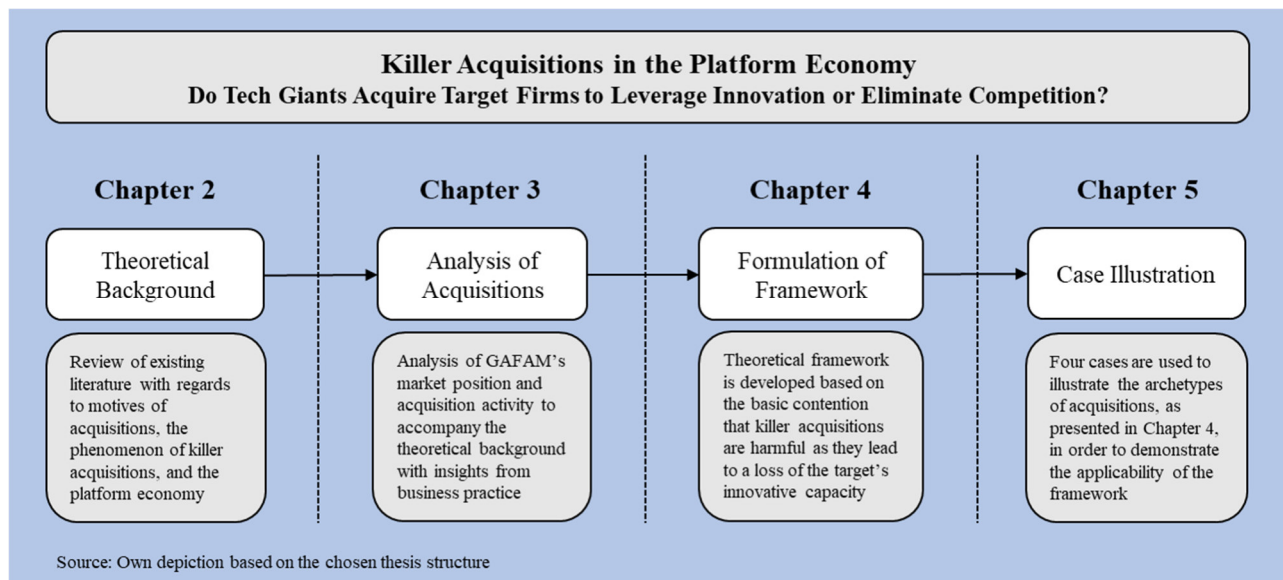 Killer Acquisitions in the Platform Economy
Do Tech Giants Acquire Target Firms to Leverage Innovation or Eliminate Competition?
Chapter 2
Theoretical
Background
Review of existing
literature with regards
to motives of
acquisitions, the
phenomenon of killer
acquisitions, and the
platform economy
Chapter 3
Analysis of
Acquisitions
Analysis of GAFAM's
market position and
acquisition activity to
accompany the
theoretical background
with insights from
business practice
Chapter 4
Formulation of
Framework
Theoretical framework
is developed based on
the basic contention
that killer acquisitions
are harmful as they lead
to a loss of the target's
innovative capacity
Chapter 5
Case Illustration
Four cases are used to
illustrate the archetypes
of acquisitions, as
presented in Chapter 4,
in order to demonstrate
the applicability of the
framework
Source: Own depiction based on the chosen thesis structure